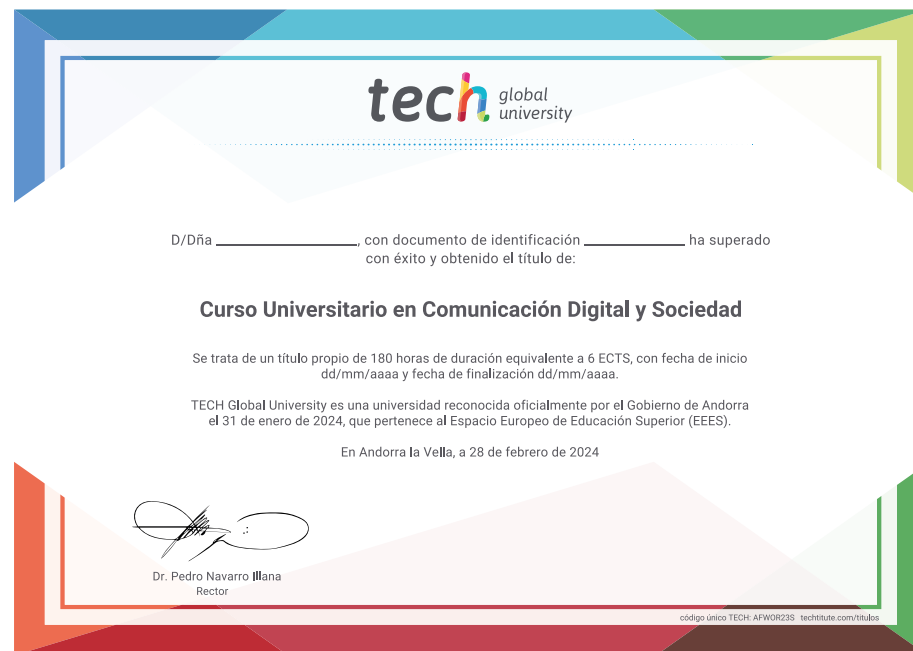 tech global university
D/Dña ____________, con documento de identificación ____________ ha superado
con éxito y obtenido el título de:
Curso Universitario en Comunicación Digital y Sociedad
Se trata de un título propio de 180 horas de duración equivalente a 6 ECTS, con fecha de inicio
dd/mm/aaaa y fecha de finalización dd/mm/aaaa.
TECH Global University es una universidad reconocida oficialmente por el Gobierno de Andorra
el 31 de enero de 2024, que pertenece al Espacio Europeo de Educación Superior (EEES).
En Andorra la Vella, a 28 de febrero de 2024
Dr. Pedro Navarro Illana
Rector
código único TECH: AFWOR23S techtitute.com/titulos